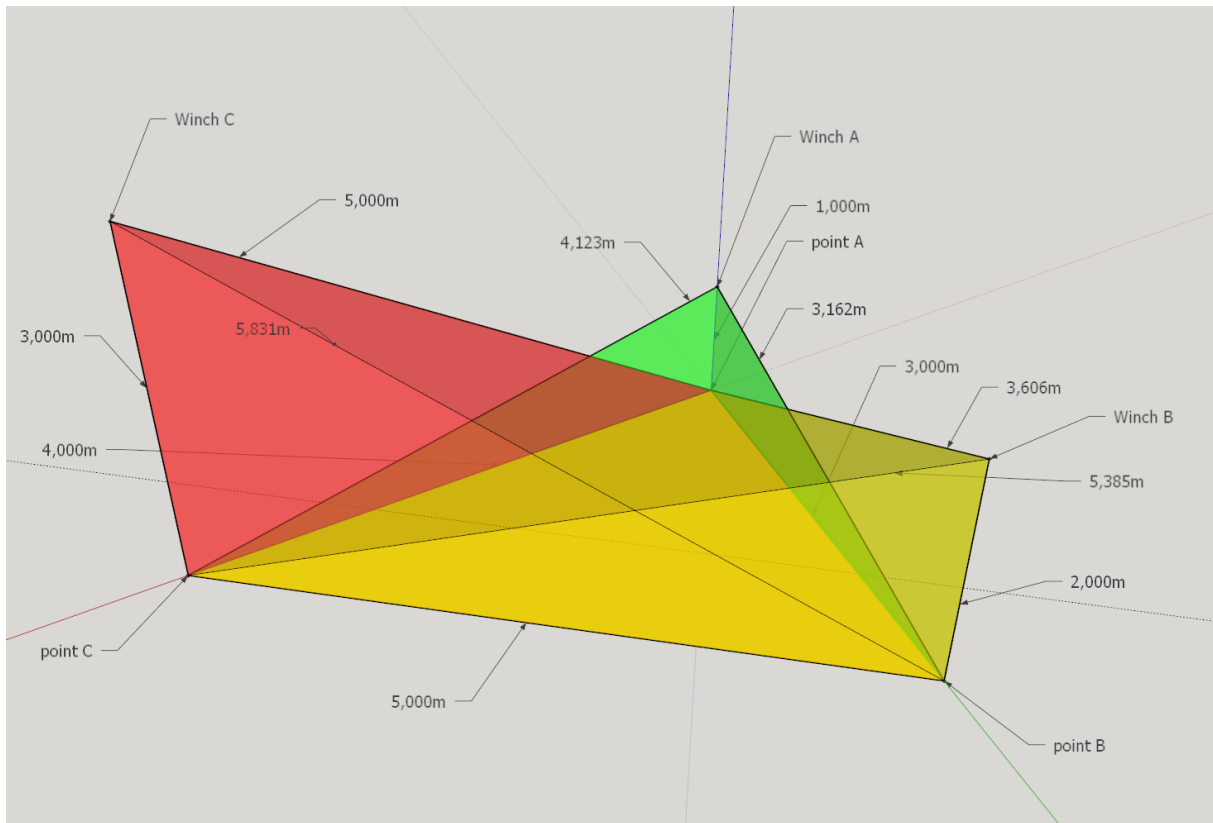 Winch C
Winch A
5,000m
1,000m
4,123m
point A
3,162m
5,831m
3,000m
3,000m
3,606m
Winch B
4,000m
5,385m
2,000m
point C
5,000m
point B